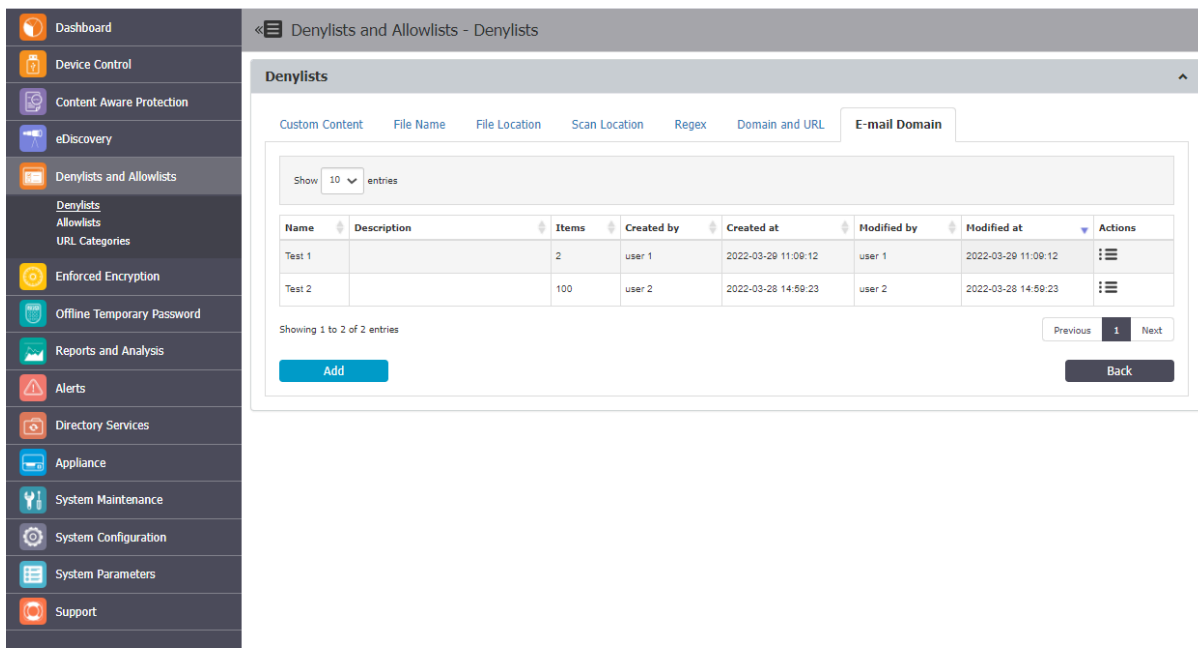 Dashboard
Device Control
Content Aware Protection
eDiscovery
Denylists and Allowlists
Denylists
Allowlists
URL Categories
Enforced Encryption
Offline Temporary Password
Reports and Analysis
Alerts
Directory Services
Appliance
System Maintenance
System Configuration
System Parameters
Support
Denylists and Allowlists - Denylists
Denylists
Custom Content File Name File Location Scan Location Regex Domain and URL E-mail Domain
Show 10 entries
Name Description Items Created by Created at Modified by Modified at Actions
Test 1 2 user 1 2022-03-29 11:09:12 user 1 2022-03-29 11:09:12
Test 2 100 user 2 2022-03-28 14:59:23 user 2 2022-03-28 14:59:23
Showing 1 to 2 of 2 entries Previous 1 Next
Add Back